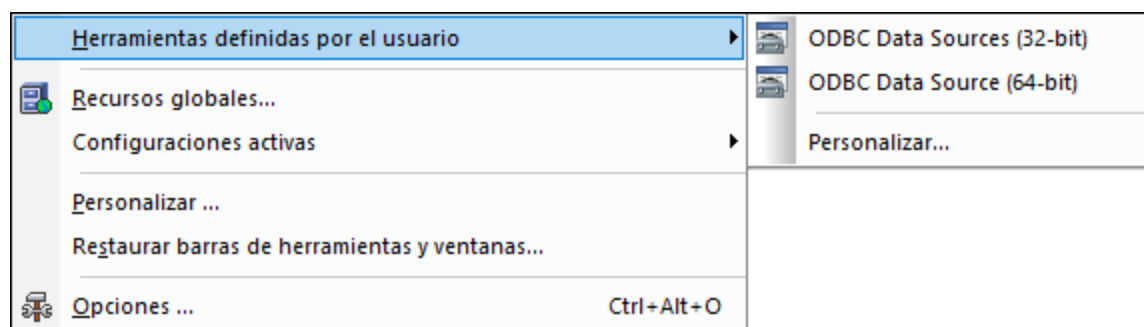 Herramientas definidas por el usuario
Recursos globales...
Configuraciones activas
Personalizar ...
Restaurar barras de herramientas y ventanas...
Opciones ... Ctrl+Alt+O
ODBC Data Sources (32-bit)
ODBC Data Source (64-bit)
Personalizar...